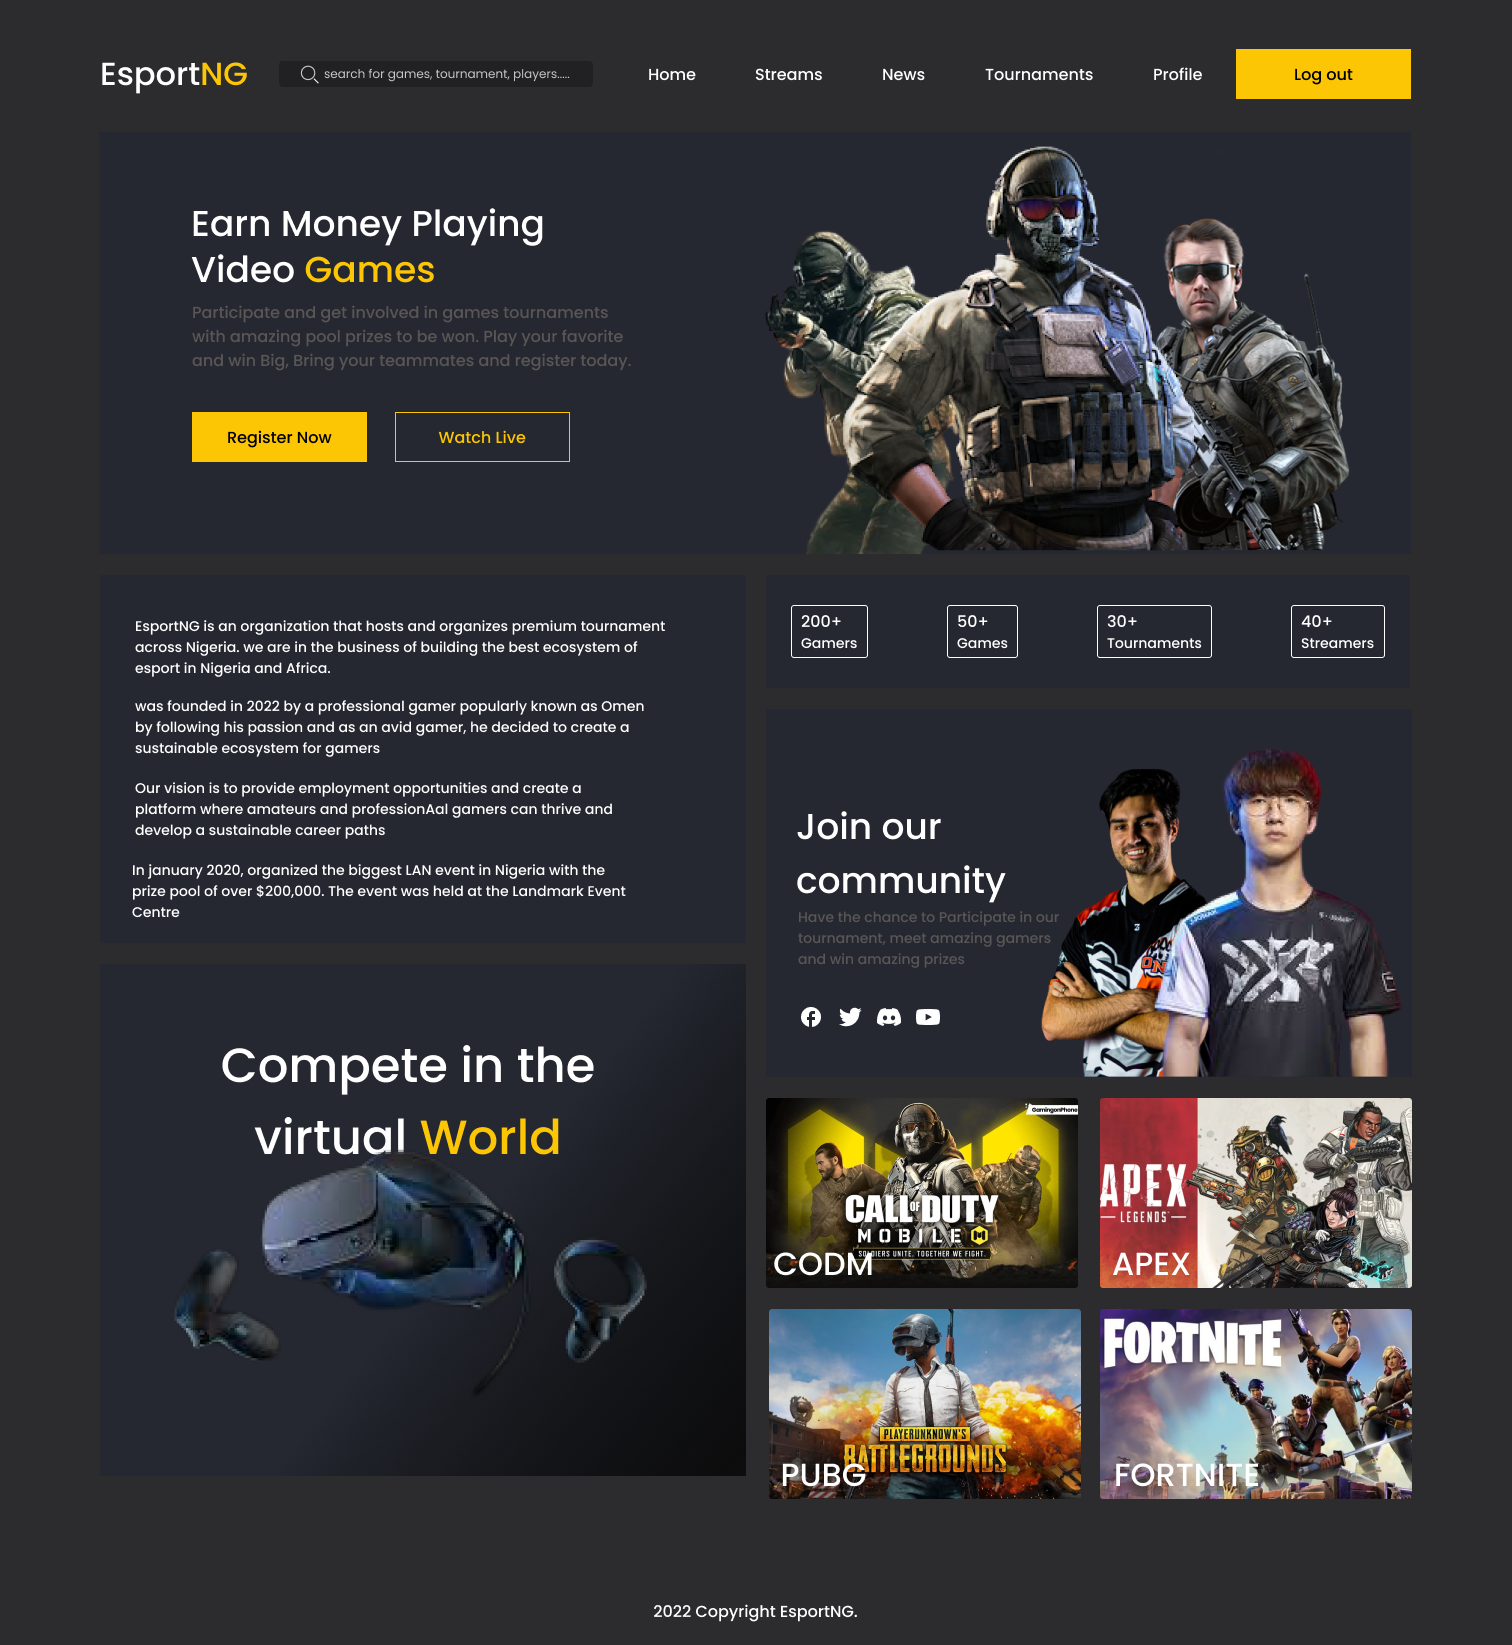 EsportNG
search for games, tournament, players.....
Home
Streams
News
Tournaments
Profile
Log out
Earn Money Playing
Video Games
Participate and get involved in games tournaments
with amazing pool prizes to be won. Play your favorite
and win Big, Bring your teammates and register today.
Register Now
Watch Live
EsportNG is an organization that hosts and organizes premium tournament
across Nigeria. we are in the business of building the best ecosystem of
esport in Nigeria and Africa.
was founded in 2022 by a professional gamer popularly known as Omen
by following his passion and as an avid gamer, he decided to create a
sustainable ecosystem for gamers
Our vision is to provide employment opportunities and create a
platform where amateurs and professionAal gamers can thrive and
develop a sustainable career paths
In january 2020, organized the biggest LAN event in Nigeria with the
prize pool of over $200,000. The event was held at the Landmark Event
Centre
200+
Gamers
50+
Games
30+
Tournaments
40+
Streamers
Join our
community
Have the chance to Participate in our
tournament, meet amazing gamers
and win amazing prizes
Compete in the
virtual World
GamingonPhone
CALL OF DUTY
MOBILE
SOLDIERS UNITE. TOGETHER WE FIGHT.
CODM
APEX
LEGENDS
APEX
PLAYERUNKNOWN'S
BATTLEGROUNDS
PUBG
FORTNITE
FORTNITE
2022 Copyright EsportNG.